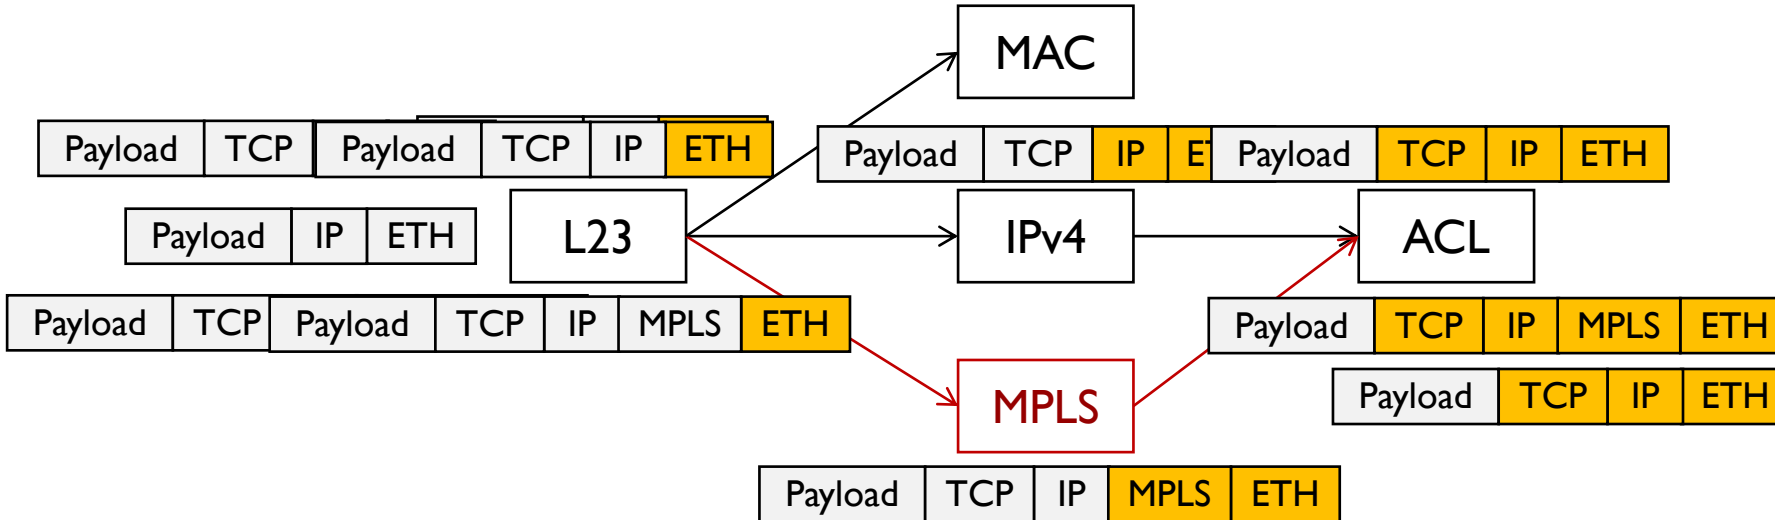 MAC
Payload TCP Payload TCP IP ETH
Payload TCP IP ET Payload TCP IP ETH
Payload IP ETH
L23
IPv4
ACL
Payload TCP Payload TCP IP MPLS ETH
Payload TCP IP MPLS ETH
MPLS
Payload TCP IP ETH
Payload TCP IP MPLS ETH